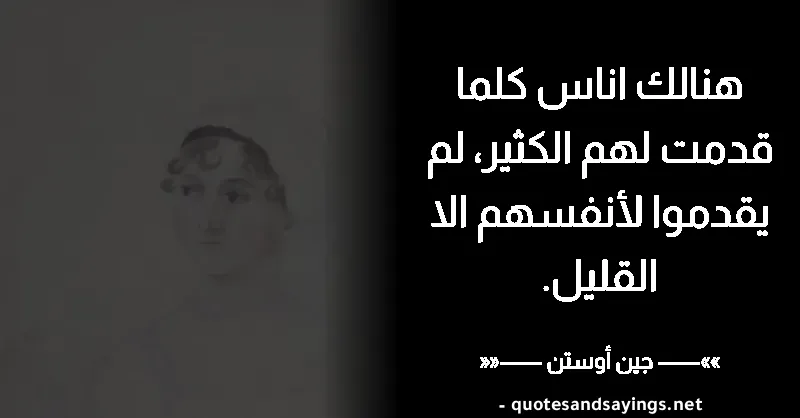 هنالك اناس كلما
قدمت لهم الكثير، لم
يقدموا لأنفسهم الا
القليل.
»»—— جين أوستن ——««
- quotesandsayings.net